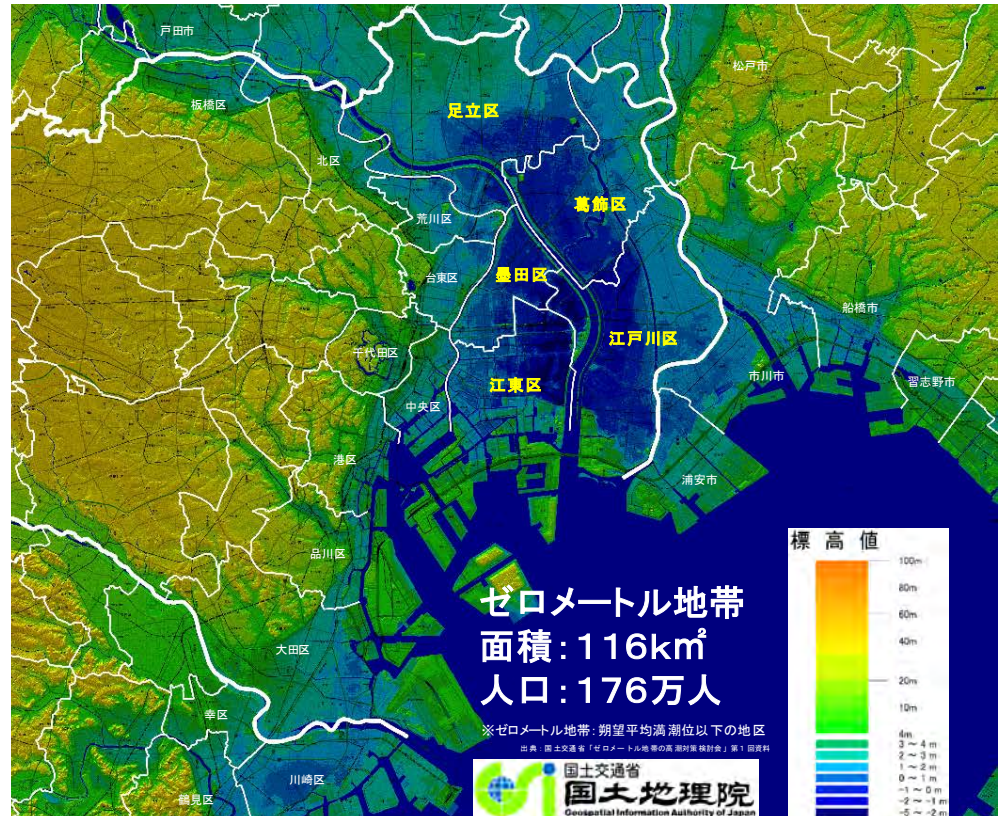 戸田市
松戸市
板橋区
足立区
北区
葛飾区
荒川区
台東区
墨田区
船橋市
江戸川区
千代田区
市川市
習志野市
江東区
中央区
港区
浦安市
品川区
標高値
100m
80m
60m
40m
20m
10m
4m
3～4m
2～3m
1～2m
0～1m
-1～0m
-2～-1m
-5～-2m
ゼロメートル地帯
面積：116k㎡
人口：176万人
※ゼロメートル地帯：朔望平均満潮位以下の地区
出典：国土交通省「ゼロメートル地帯の高潮対策検討会」第1回資料
大田区
幸区
川崎区
鶴見区
国土交通省
国土地理院
Geospatial Information Authority of Japan